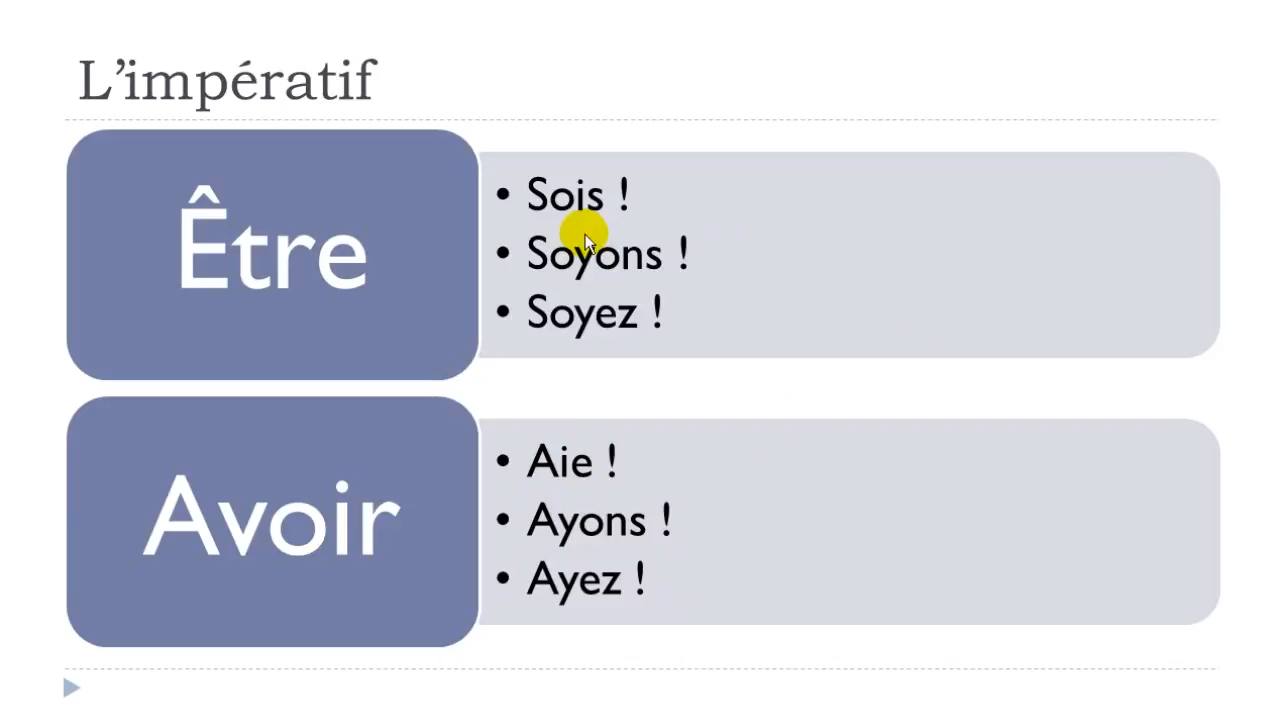 L’impératif
Être
• Sois !
• Soyons !
• Soyez !
Avoir
• Aie !
• Ayons !
• Ayez !